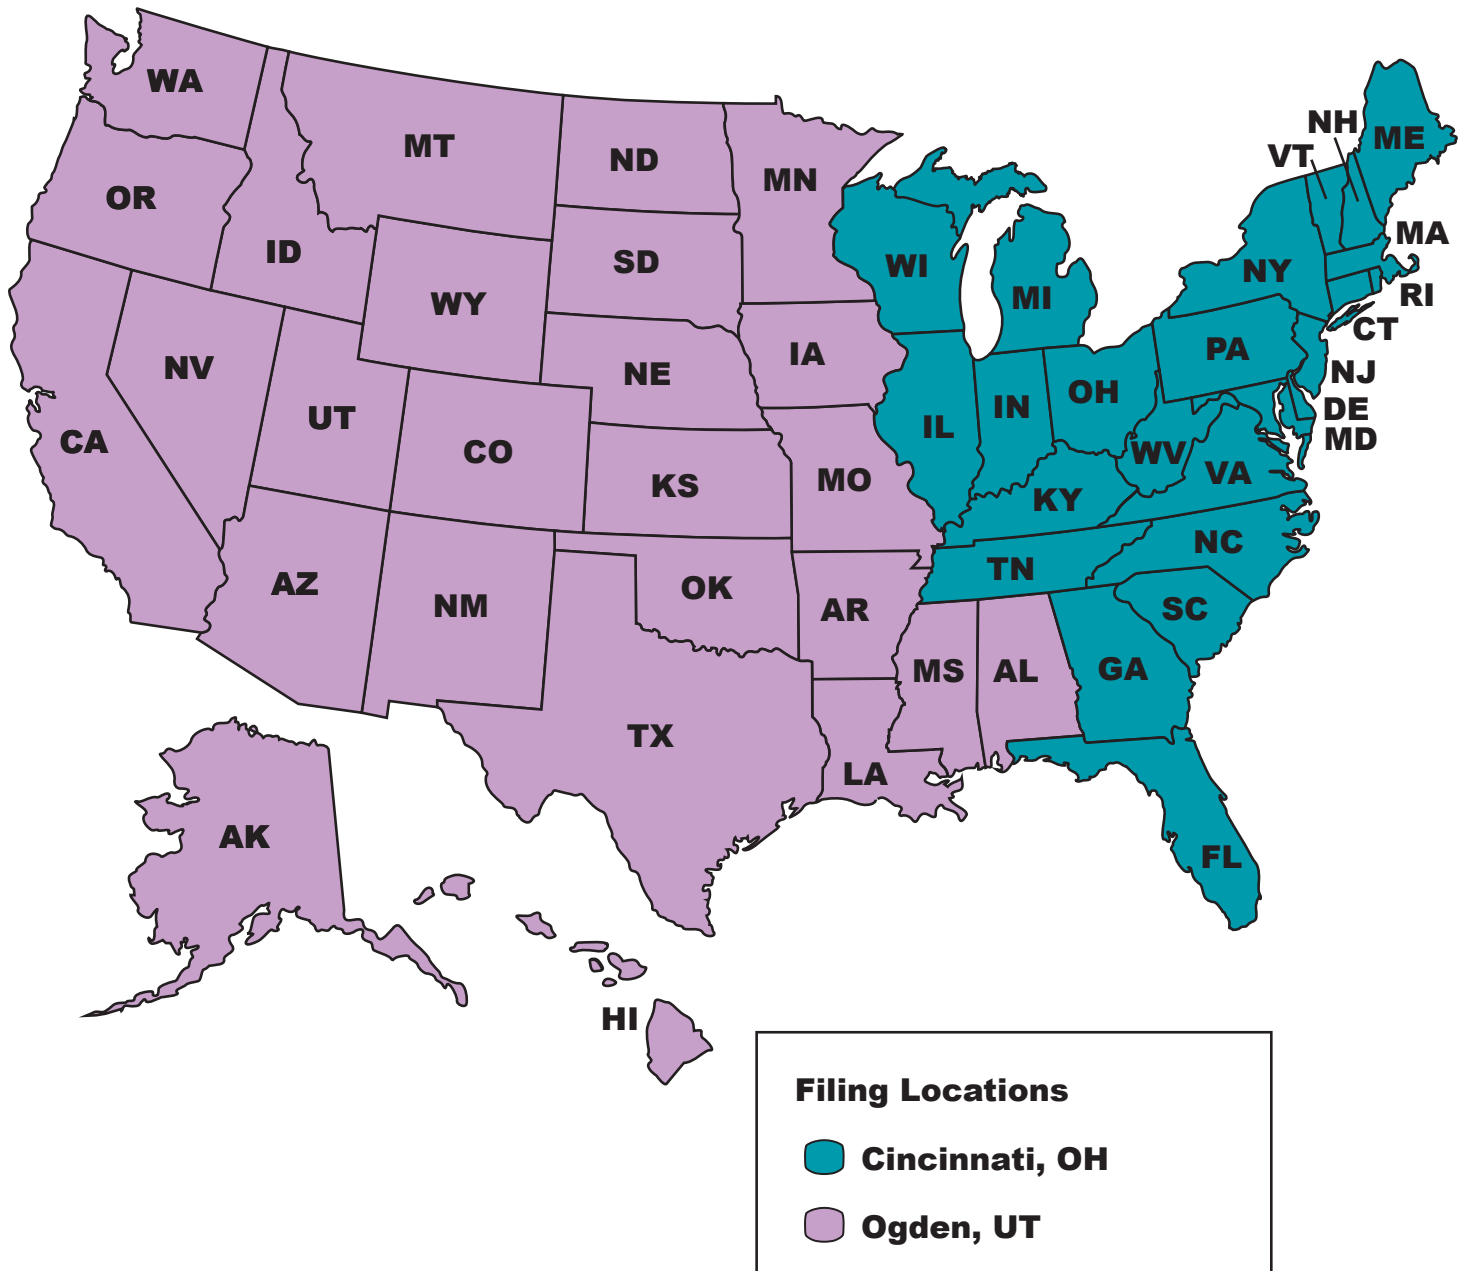 WA
MT
ND
MN
NH
ME
VT
OR
ID
SD
WI
MI
NY
MA
RI
CT
WY
IA
PA
NJ
NV
NE
OH
IN
IL
DE
MD
UT
CO
CA
KS
MO
WV
VA
KY
NC
TN
AZ
NM
OK
AR
SC
MS
AL
GA
TX
LA
FL
AK
HI
Filing Locations
Cincinnati, OH
Ogden, UT